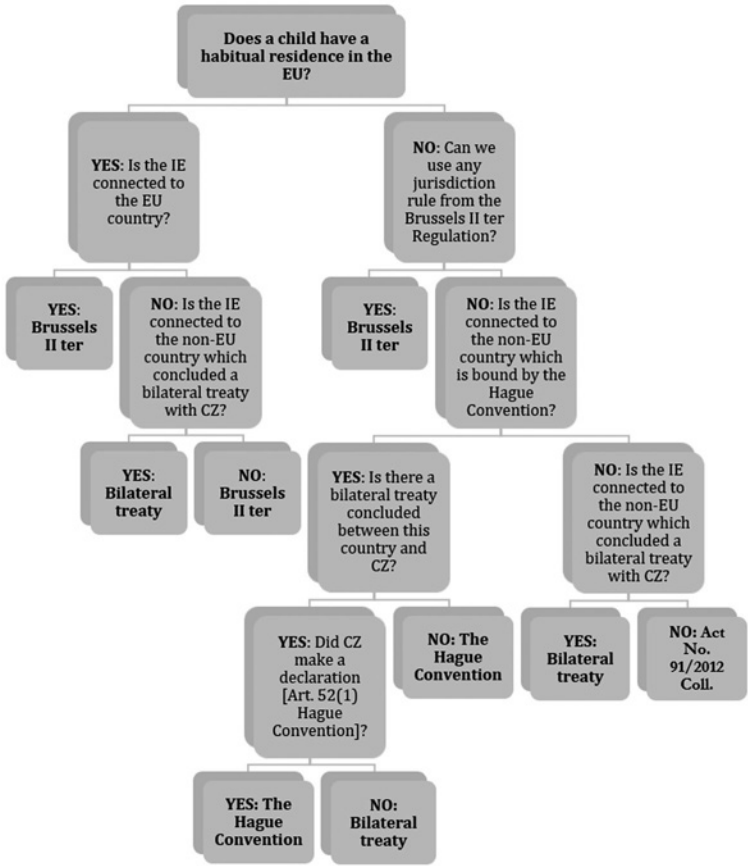 Does a child have a
habitual residence in the
EU?
YES: Is the IE
connected to
the EU
country?
NO: Can we
use any
jurisdiction
rule from the
Brussels II ter
Regulation?
YES:
Brussels
II ter
NO: Is the IE
connected to
the non-EU
country which
concluded a
bilateral treaty
with CZ?
YES:
Brussels
II ter
NO: Is the IE
connected to
the non-EU
country which
is bound by the
Hague
Convention?
YES:
Bilateral
treaty
NO:
Brussels
II ter
YES: Is there a
bilateral treaty
concluded
between this
country and
CZ?
NO: Is the IE
connected to
the non-EU
country which
concluded a
bilateral treaty
with CZ?
YES: Did CZ
make a
declaration
[Art. 52(1)
Hague
Convention]?
NO: The
Hague
Convention
YES:
Bilateral
treaty
NO: Act
No.
91/2012
Coll.
YES: The
Hague
Convention
NO:
Bilateral
treaty